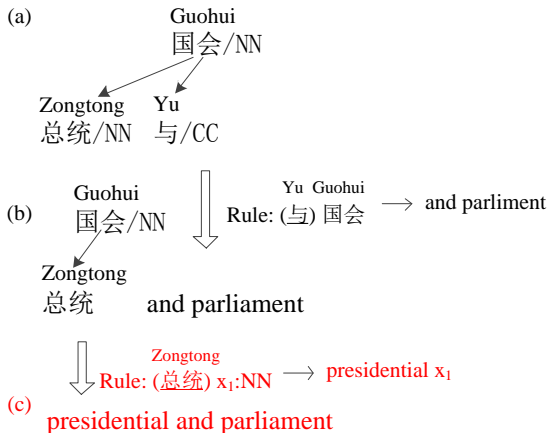 (a)
Guohui
国会/NN
Zongtong Yu
总统/NN 与/CC
Yu Guohui
Rule: (与) 国会 → and parliment
(b)
Guohui
国会/NN
Zongtong
总统 and parliament
Zongtong
Rule: (总统) x₁:NN → presidential x₁
(c)
presidential and parliament